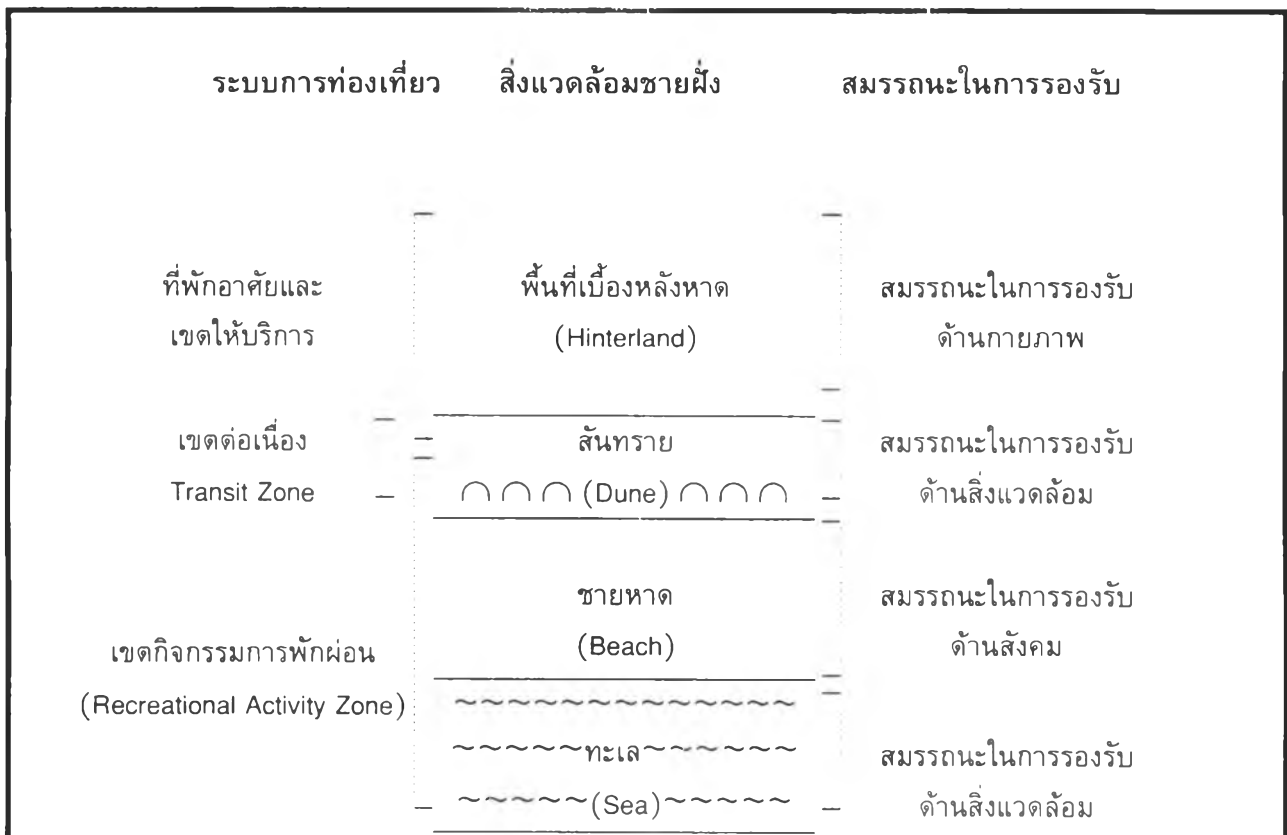 ระบบการท่องเที่ยว สิ่งแวดล้อมชายฝั่ง สมรรถนะในการรองรับ
ที่พักอาศัยและ พื้นที่เบื้องหลังหาด สมรรถนะในการรองรับ
เขตให้บริการ (Hinterland) ด้านกายภาพ
เขตต่อเนื่อง สันทราย สมรรถนะในการรองรับ
Transit Zone (Dune) ด้านสิ่งแวดล้อม
ชายหาด สมรรถนะในการรองรับ
เขตกิจกรรมการพักผ่อน (Beach) ด้านสังคม
(Recreational Activity Zone)
ทะเล สมรรถนะในการรองรับ
(Sea) ด้านสิ่งแวดล้อม